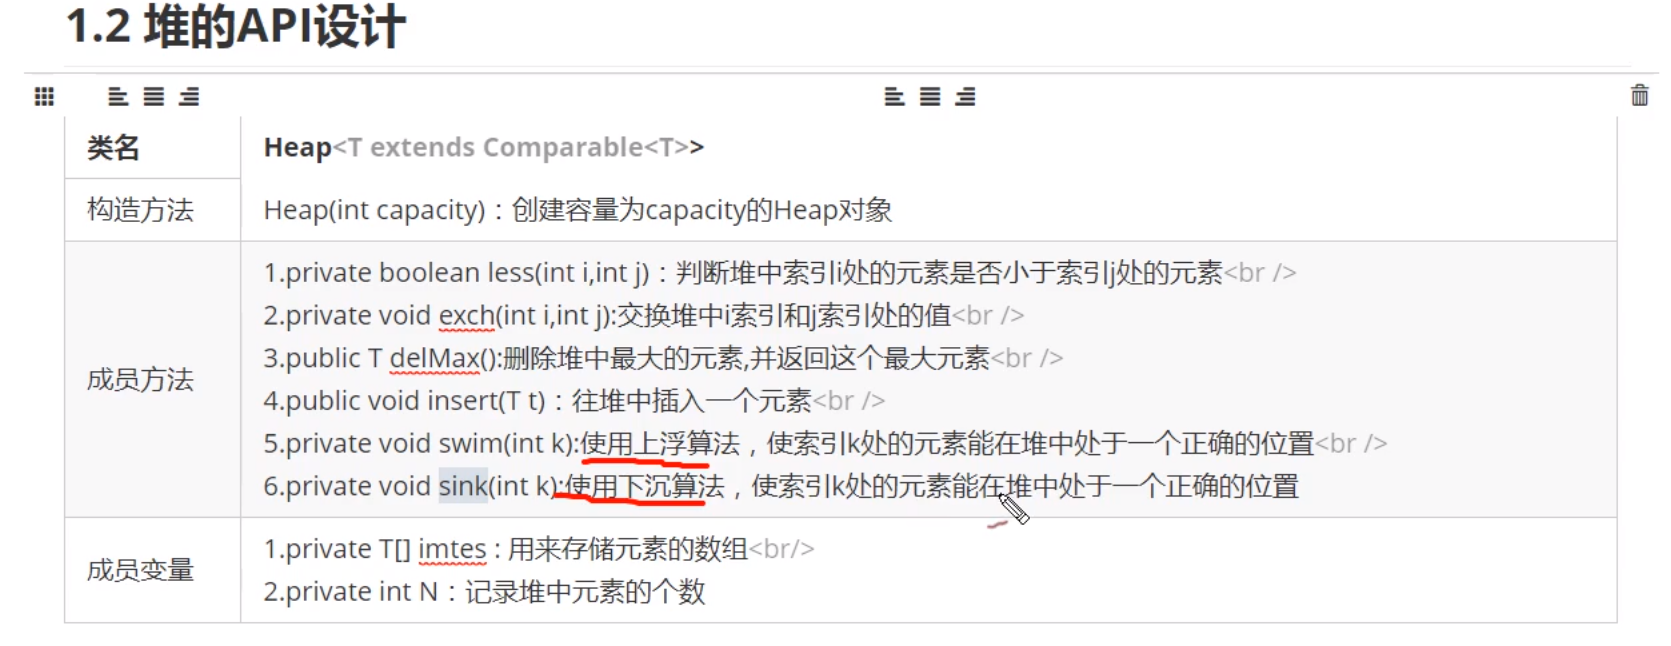 1.2 堆的API设计
类名 Heap<T extends Comparable<T>>
构造方法 Heap(int capacity)：创建容量为capacity的Heap对象
成员方法
1.private boolean less(int i,int j)：判断堆中索引i处的元素是否小于索引j处的元素<br />
2.private void exch(int i,int j):交换堆中i索引和j索引处的值<br />
3.public T delMax():删除堆中最大的元素,并返回这个最大元素<br />
4.public void insert(T t)：往堆中插入一个元素<br />
5.private void swim(int k):使用上浮算法，使索引k处的元素能在堆中处于一个正确的位置<br />
6.private void sink(int k):使用下沉算法，使索引k处的元素能在堆中处于一个正确的位置
成员变量
1.private T[] imtes : 用来存储元素的数组<br/>
2.private int N：记录堆中元素的个数